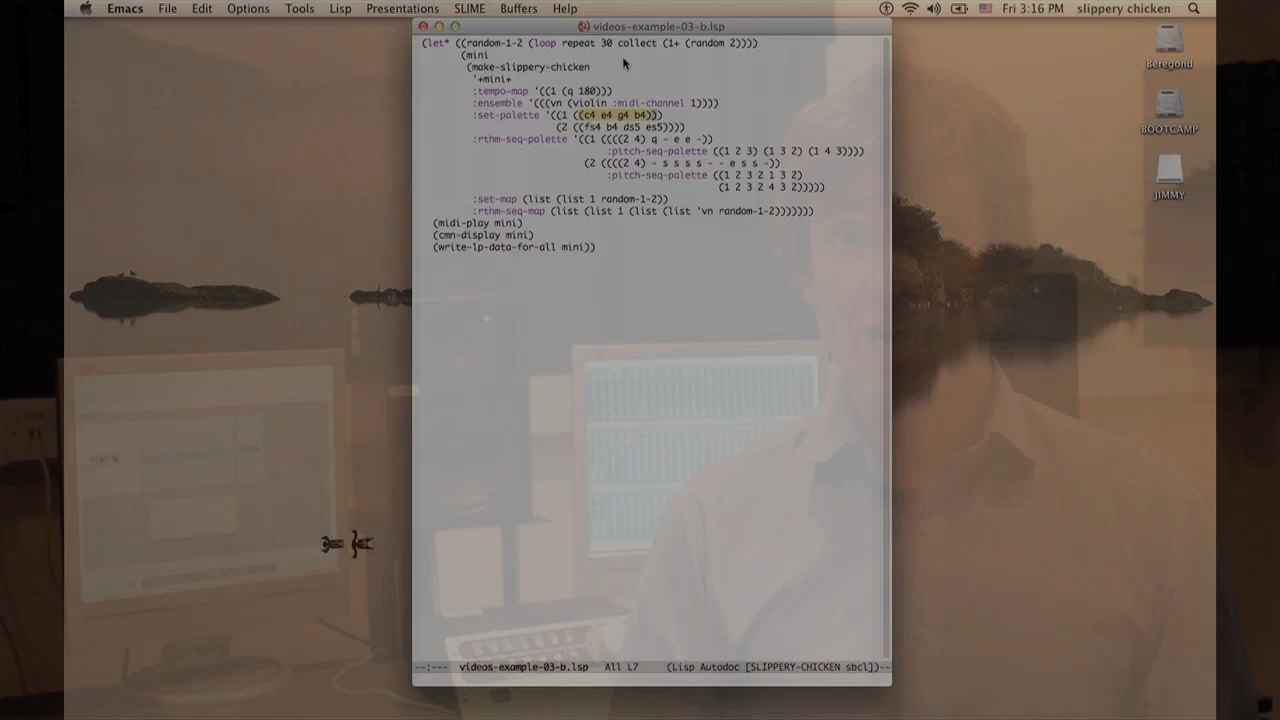 Emacs File Edit Options Tools Lisp Presentations SLIME Buffers Help Fri 3:16 PM slippery chicken
videos-example-03-b.lsp
(let* ((random-1-2 (loop repeat 30 collect (1+ (random 2))))
(mini
(make-slippery-chicken
'+mini+
:tempo-map '((1 (q 180)))
:ensemble '(((vn (violin :midi-channel 1))))
:set-palette '((1 ((c4 e4 g4 b4)))
(2 ((fs4 b4 ds5 es5))))
:rthm-seq-palette '((1 ((((2 4) q - e e -))
:pitch-seq-palette ((1 2 3) (1 3 2) (1 4 3))))
(2 ((((2 4) - s s s s - - e s s -))
:pitch-seq-palette ((1 2 3 2 1 3 2)
(1 2 3 2 4 3 2)))))
:set-map (list (list 1 random-1-2))
:rthm-seq-map (list (list 1 (list (list 'vn random-1-2)))))))
(midi-play mini)
(cmn-display mini)
(write-lp-data-for-all mini))
Beregond
BOOTCAMP
JIMMY
--:--- videos-example-03-b.lsp All L7 (Lisp Autodoc [SLIPPERY-CHICKEN sbcl])--